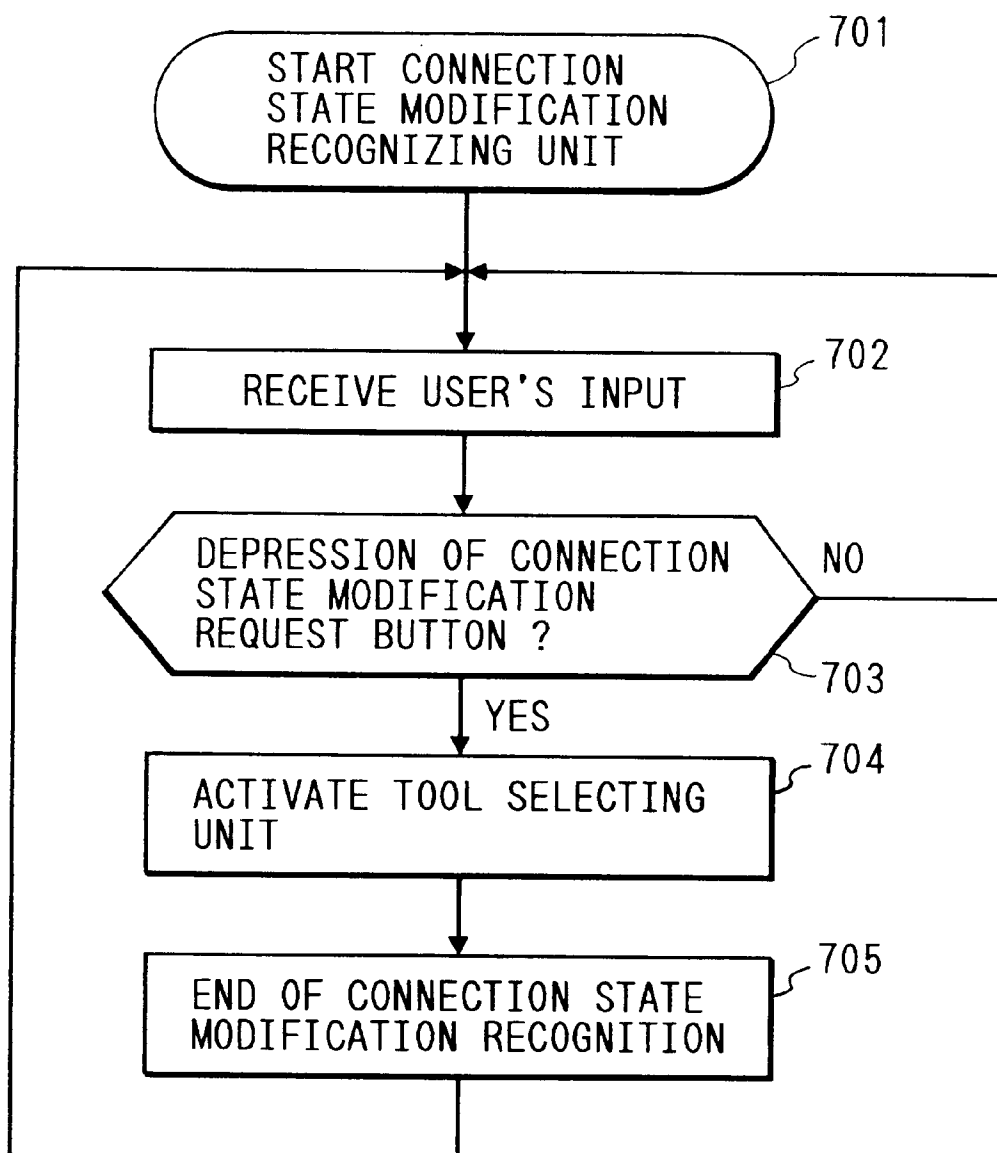 701
START CONNECTION
STATE MODIFICATION
RECOGNIZING UNIT
702
RECEIVE USER'S INPUT
DEPRESSION OF CONNECTION
STATE MODIFICATION
REQUEST BUTTON ?
NO
703
YES
704
ACTIVATE TOOL SELECTING
UNIT
705
END OF CONNECTION STATE
MODIFICATION RECOGNITION